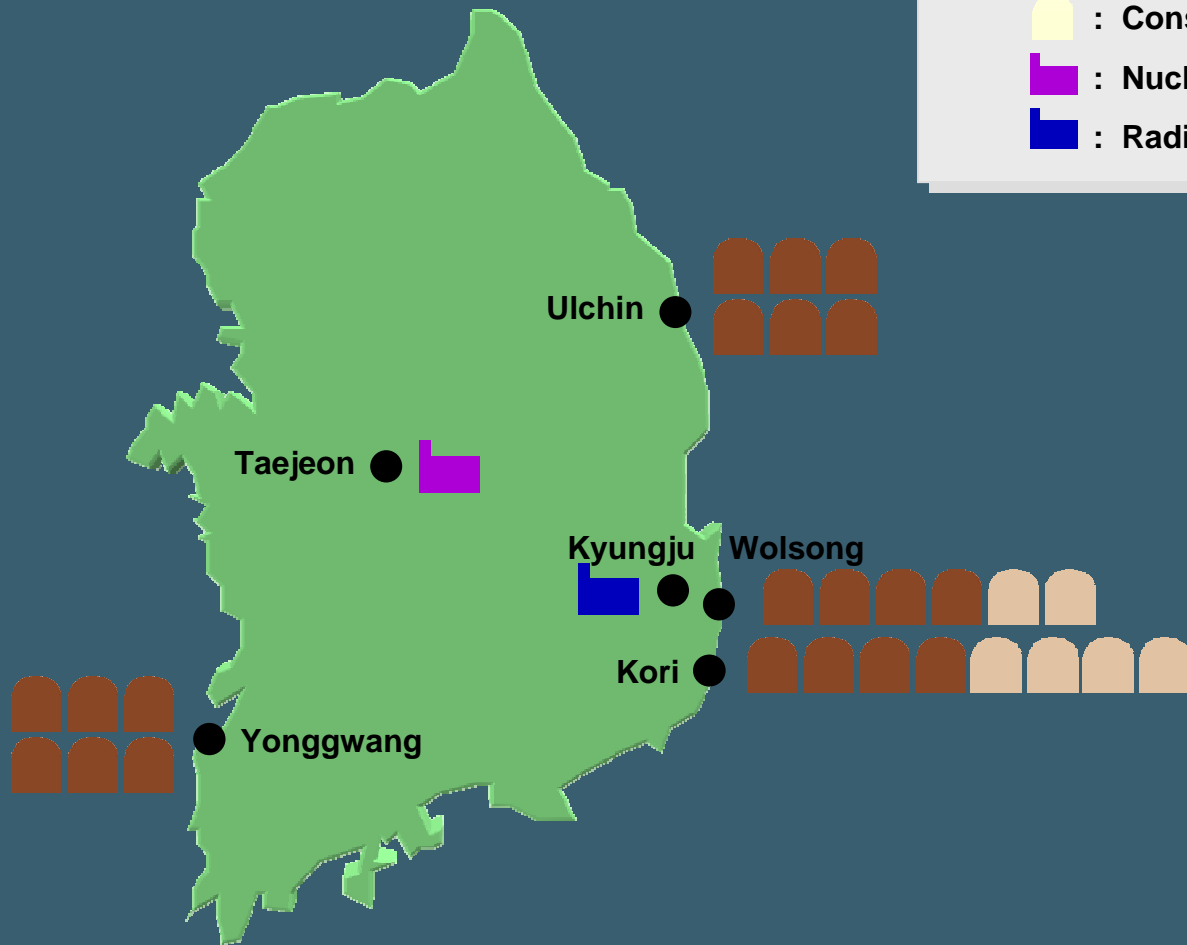 : Cons
: Nucl
: Radi
Ulchin
Taejeon
Kyungju
Wolsong
Kori
Yonggwang